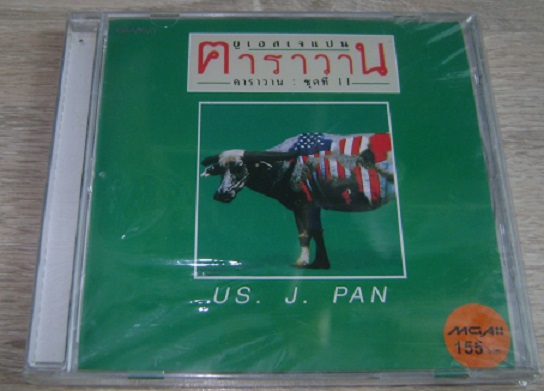 ยูเอสเจแปน
คาราวาน
คาราวาน : ชุดที่ 11
US. J. PAN
MGA
155